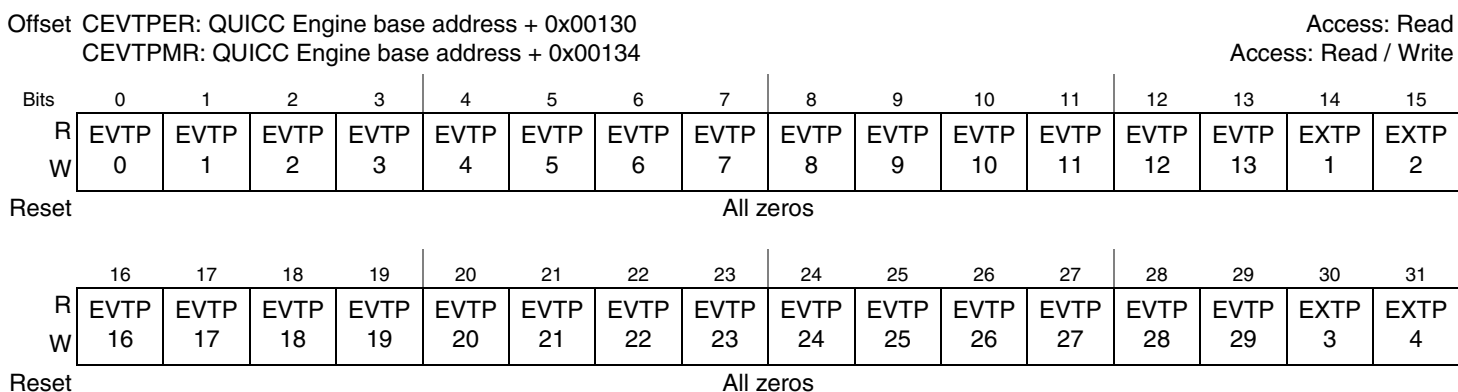 Offset CEVTPER: QUICC Engine base address + 0x00130 Access: Read
CEVTPMR: QUICC Engine base address + 0x00134 Access: Read / Write
Bits 0 1 2 3 4 5 6 7 8 9 10 11 12 13 14 15
R EVTP EVTP EVTP EVTP EVTP EVTP EVTP EVTP EVTP EVTP EVTP EVTP EVTP EVTP EXTP EXTP
W 0 1 2 3 4 5 6 7 8 9 10 11 12 13 1 2
Reset All zeros
16 17 18 19 20 21 22 23 24 25 26 27 28 29 30 31
R EVTP EVTP EVTP EVTP EVTP EVTP EVTP EVTP EVTP EVTP EVTP EVTP EVTP EVTP EXTP EXTP
W 16 17 18 19 20 21 22 23 24 25 26 27 28 29 3 4
Reset All zeros